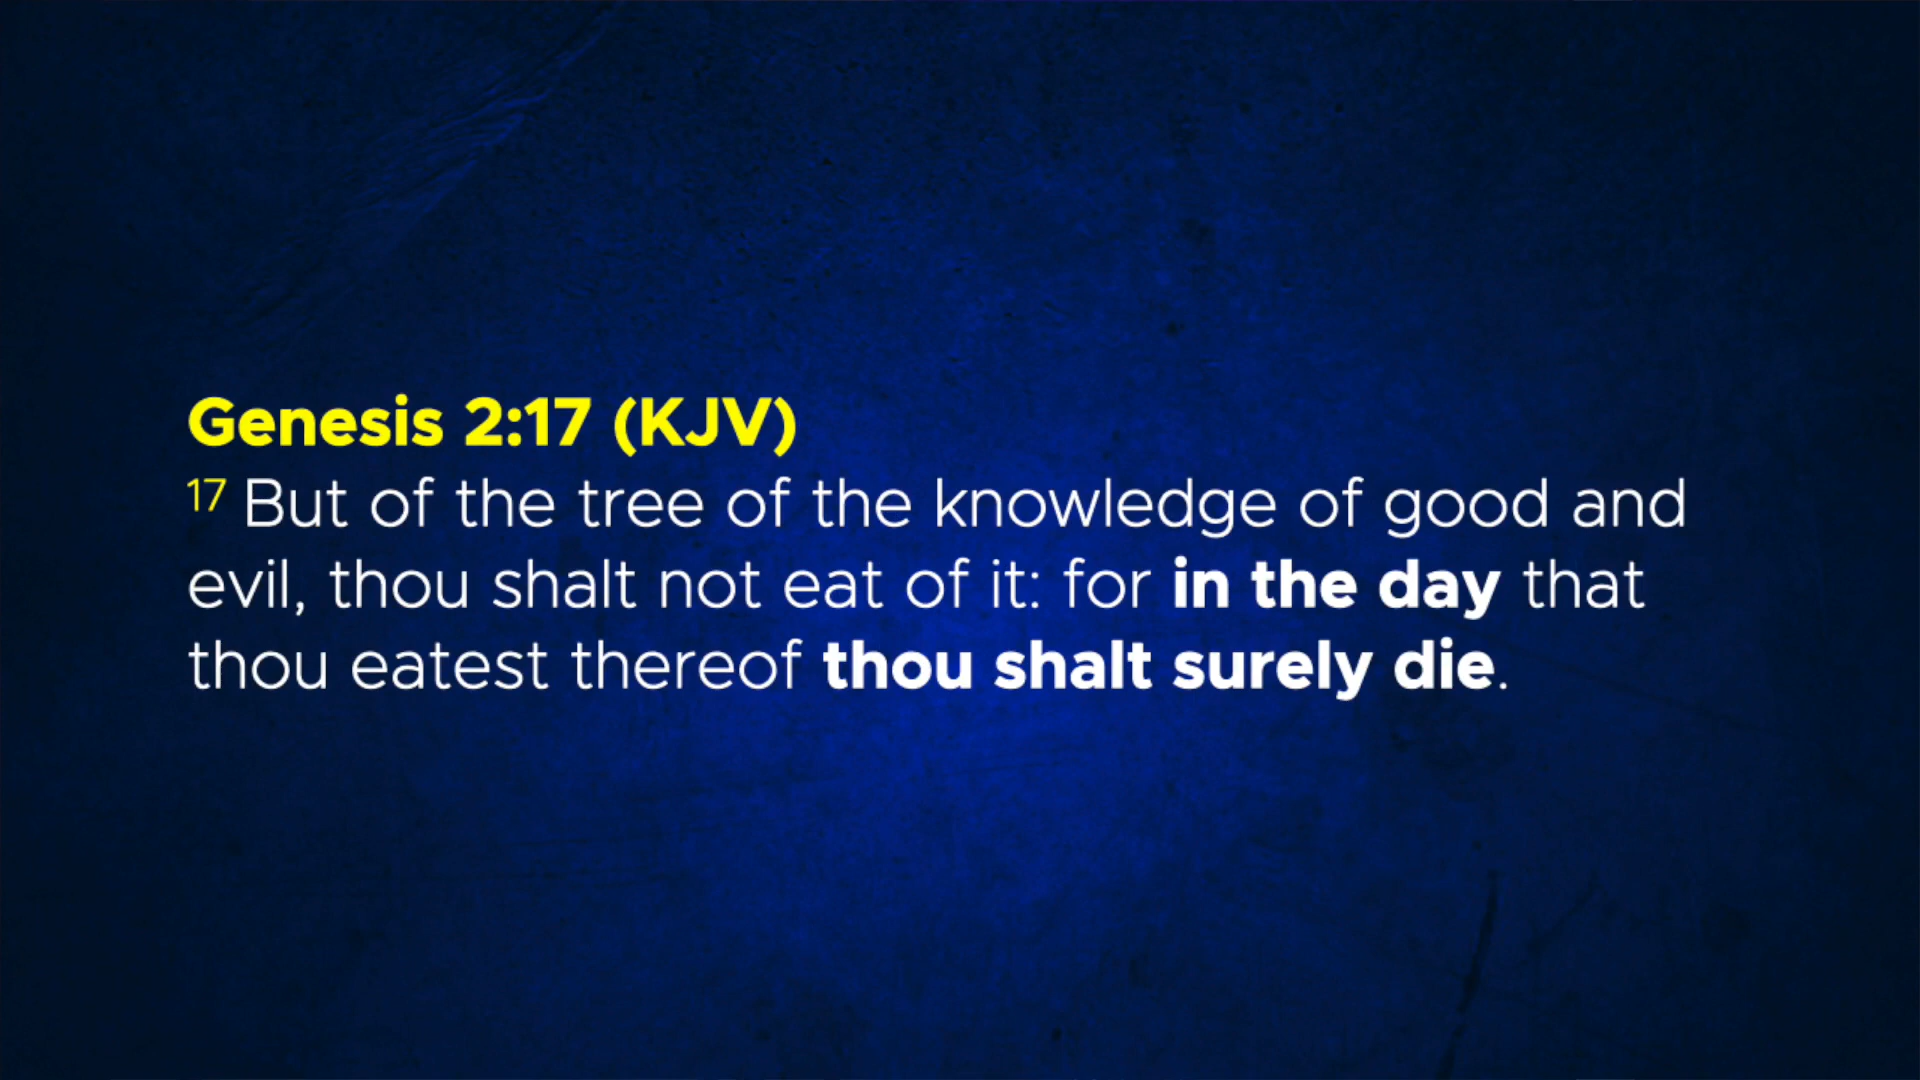 Genesis 2:17 (KJV)
17 But of the tree of the knowledge of good and
evil, thou shalt not eat of it: for in the day that
thou eatest thereof thou shalt surely die.